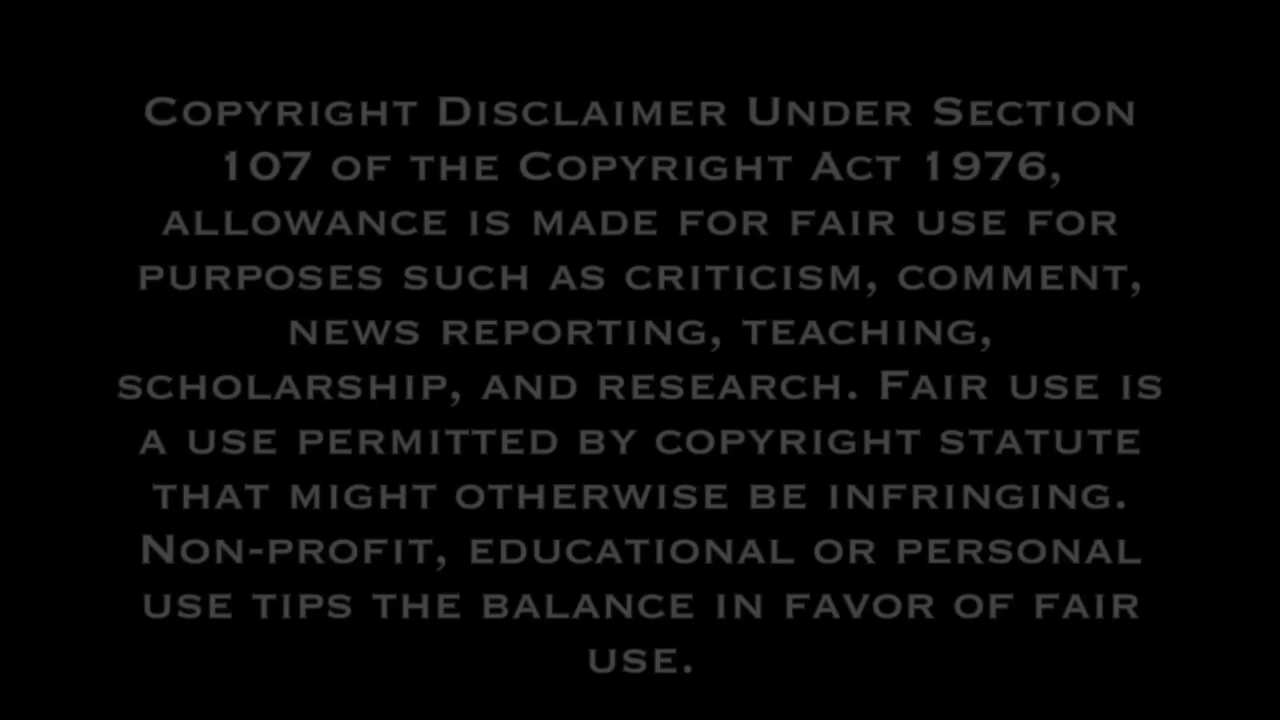 Copyright Disclaimer Under Section
107 of the Copyright Act 1976,
allowance is made for fair use for
purposes such as criticism, comment,
news reporting, teaching,
scholarship, and research. Fair use is
a use permitted by copyright statute
that might otherwise be infringing.
Non-profit, educational or personal
use tips the balance in favor of fair
use.